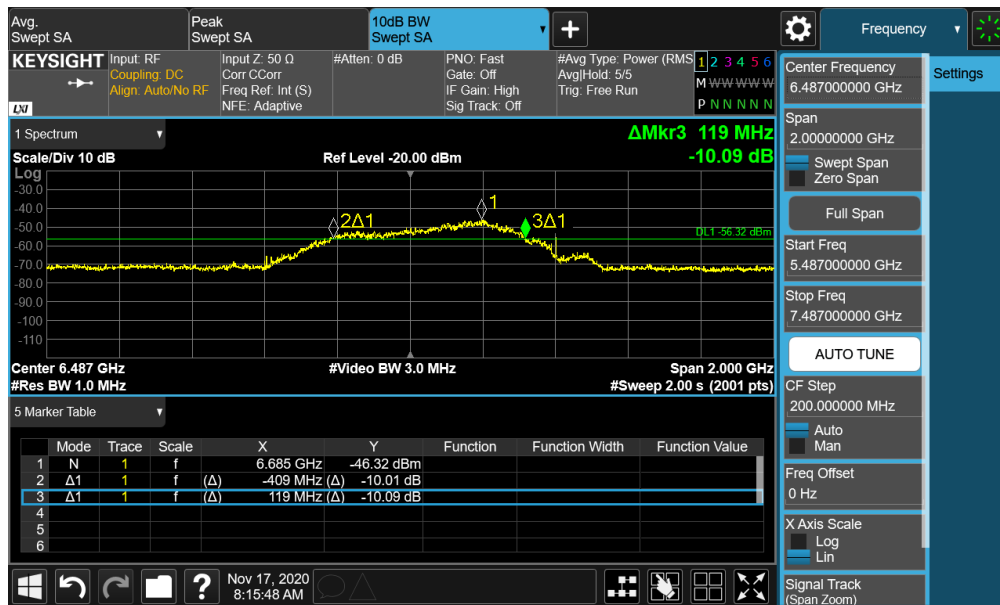 Avg.
Swept SA
Peak
Swept SA
10dB BW
Swept SA
Frequency
KEYSIGHT
LXI
Input: RF
Coupling: DC
Align: Auto/No RF
Input Z: 50 Ω
Corr CCorr
Freq Ref: Int (S)
NFE: Adaptive
#Atten: 0 dB
PNO: Fast
Gate: Off
IF Gain: High
Sig Track: Off
#Avg Type: Power (RMS
Avg|Hold: 5/5
Trig: Free Run
1 2 3 4 5 6
M W W W W W W
P N N N N N N
1 Spectrum
ΔMkr3 119 MHz
-10.09 dB
Scale/Div 10 dB
Ref Level -20.00 dBm
Log
-30.0
-40.0
-50.0
-60.0
-70.0
-80.0
-90.0
-100
-110
2Δ1
1
3Δ1
DL1 -56.32 dBm
Center 6.487 GHz
#Video BW 3.0 MHz
Span 2.000 GHz
#Res BW 1.0 MHz
#Sweep 2.00 s (2001 pts)
5 Marker Table
Mode Trace Scale X Y Function Function Width Function Value
1 N 1 f 6.685 GHz -46.32 dBm
2 Δ1 1 f (Δ) -409 MHz (Δ) -10.01 dB
3 Δ1 1 f (Δ) 119 MHz (Δ) -10.09 dB
4
5
6
Center Frequency
6.487000000 GHz
Span
2.00000000 GHz
Swept Span
Zero Span
Full Span
Start Freq
5.487000000 GHz
Stop Freq
7.487000000 GHz
AUTO TUNE
CF Step
200.000000 MHz
Auto
Man
Freq Offset
0 Hz
X Axis Scale
Log
Lin
Signal Track
(Span Zoom)
Settings
?
Nov 17, 2020
8:15:48 AM